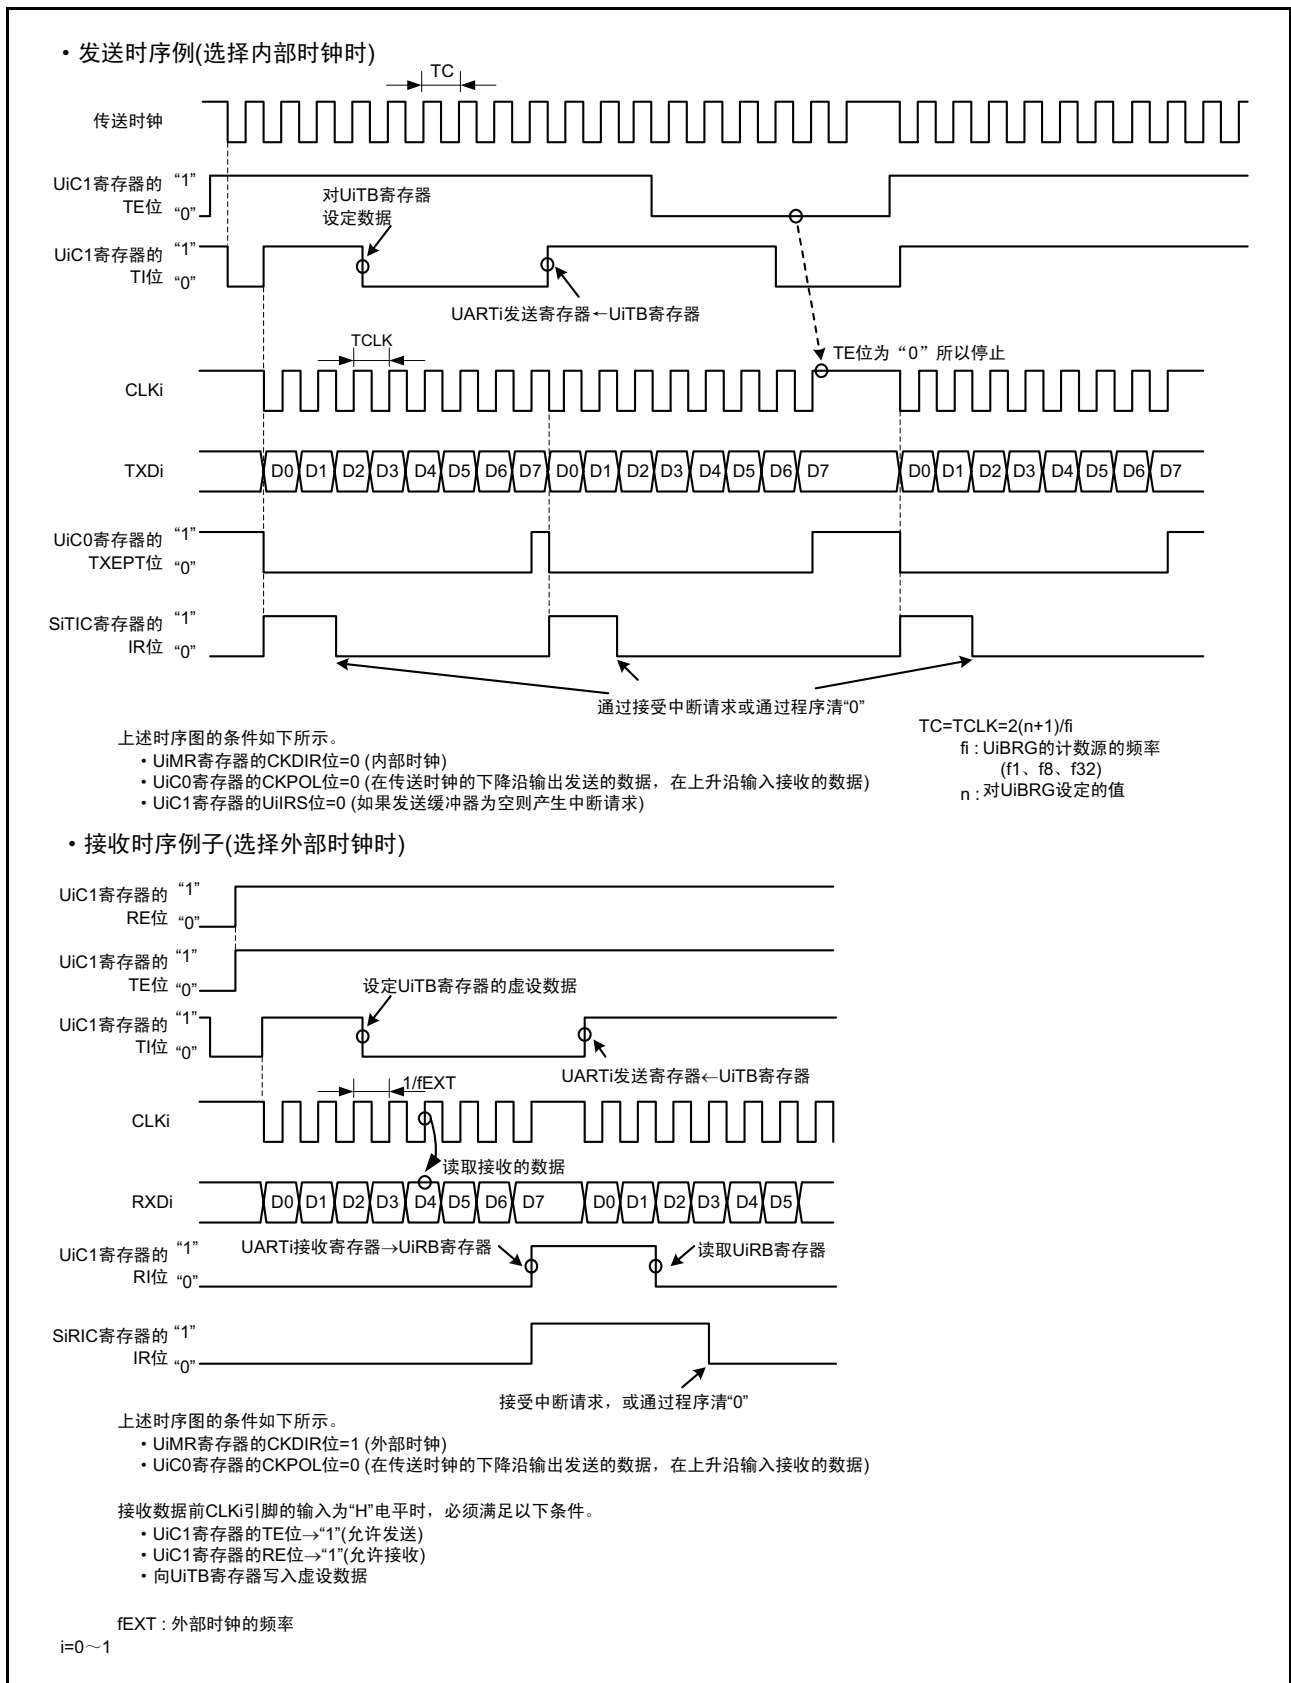 ・发送时序例(选择内部时钟时)
TC
传送时钟
UiC1寄存器的 “1”
TE位 “0”
对UiTB寄存器
设定数据
UiC1寄存器的 “1”
TI位 “0”
UARTi发送寄存器←UiTB寄存器
TCLK
TE位为“0”所以停止
CLKi
TXDi D0 D1 D2 D3 D4 D5 D6 D7 D0 D1 D2 D3 D4 D5 D6 D7 D0 D1 D2 D3 D4 D5 D6 D7
UiC0寄存器的 “1”
TXEPT位 “0”
SiTIC寄存器的 “1”
IR位 “0”
通过接受中断请求或通过程序清“0”
上述时序图的条件如下所示。
・UiMR寄存器的CKDIR位=0 (内部时钟)
・UiC0寄存器的CKPOL位=0 (在传送时钟的下降沿输出发送的数据，在上升沿输入接收的数据)
・UiC1寄存器的UiIRS位=0 (如果发送缓冲器为空则产生中断请求)
TC=TCLK=2(n+1)/fi
fi : UiBRG的计数源的频率
(f1、f8、f32)
n : 对UiBRG设定的值
・接收时序例子(选择外部时钟时)
UiC1寄存器的 “1”
RE位 “0”
UiC1寄存器的 “1”
TE位 “0”
设定UiTB寄存器的虚设数据
UiC1寄存器的 “1”
TI位 “0”
UARTi发送寄存器←UiTB寄存器
1/fEXT
CLKi
读取接收的数据
RXDi D0 D1 D2 D3 D4 D5 D6 D7 D0 D1 D2 D3 D4 D5
UARTi接收寄存器→UiRB寄存器
读取UiRB寄存器
UiC1寄存器的 “1”
RI位 “0”
SiRIC寄存器的 “1”
IR位 “0”
接受中断请求，或通过程序清“0”
上述时序图的条件如下所示。
・UiMR寄存器的CKDIR位=1 (外部时钟)
・UiC0寄存器的CKPOL位=0 (在传送时钟的下降沿输出发送的数据，在上升沿输入接收的数据)
接收数据前CLKi引脚的输入为“H”电平时，必须满足以下条件。
・UiC1寄存器的TE位→“1”(允许发送)
・UiC1寄存器的RE位→“1”(允许接收)
・向UiTB寄存器写入虚设数据
fEXT : 外部时钟的频率
i=0～1